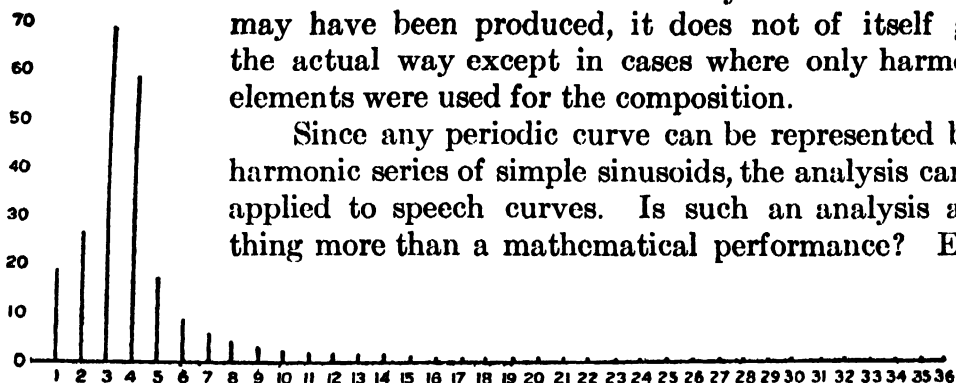 may have been produced, it does not of itself
the actual way except in cases where only harm
elements were used for the composition.
Since any periodic curve can be represented b
harmonic series of simple sinusoids, the analysis car
applied to speech curves. Is such an analysis a
thing more than a mathematical performance? E
70
60
50
40
30
20
10
0
1 2 3 4 5 6 7 8 9 10 11 12 13 14 15 16 17 18 19 20 21 22 23 24 25 26 27 28 29 30 31 32 33 34 35 36